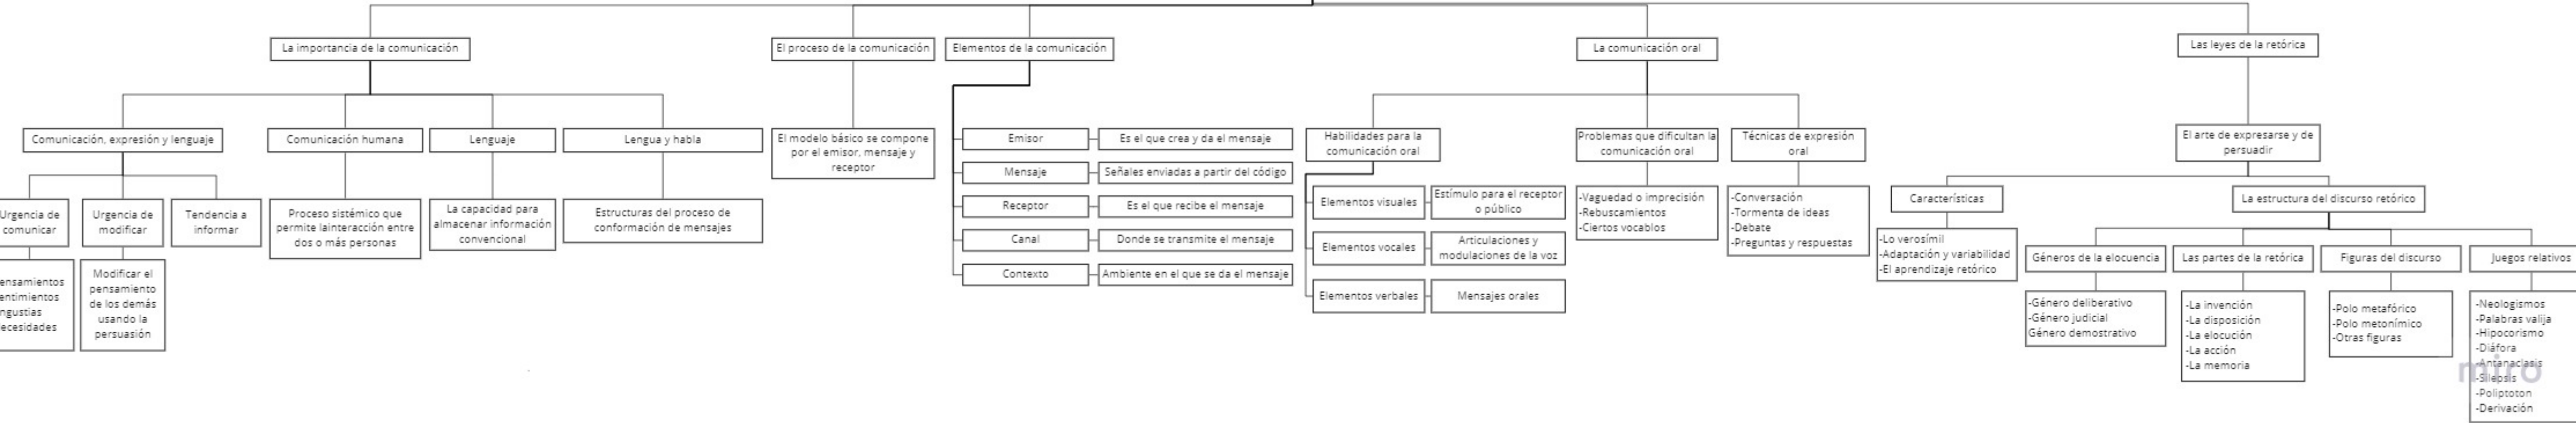 La importancia de la comunicación
El proceso de la comunicación
Elementos de la comunicación
La comunicación oral
Las leyes de la retórica
Comunicación, expresión y lenguaje
Comunicación humana
Lenguaje
Lengua y habla
El modelo básico se compone
por el emisor, mensaje y
receptor
Urgencia de
comunicar
Urgencia de
modificar
Tendencia a
informar
Proceso sistémico que
permite lainteracción entre
dos o más personas
La capacidad para
almacenar información
convencional
Estructuras del proceso de
conformación de mensajes
ensamientos
entimientos
ngustias
ecesidades
Modificar el
pensamiento
de los demás
usando la
persuasión
Emisor
Es el que crea y da el mensaje
Mensaje
Señales enviadas a partir del código
Receptor
Es el que recibe el mensaje
Canal
Donde se transmite el mensaje
Contexto
Ambiente en el que se da el mensaje
Habilidades para la
comunicación oral
Problemas que dificultan la
comunicación oral
Técnicas de expresión
oral
Elementos visuales
Estímulo para el receptor
o público
Elementos vocales
Articulaciones y
modulaciones de la voz
Elementos verbales
Mensajes orales
-Vaguedad o imprecisión
-Rebuscamientos
-Ciertos vocablos
-Conversación
-Tormenta de ideas
-Debate
-Preguntas y respuestas
El arte de expresarse y de
persuadir
Características
La estructura del discurso retórico
-Lo verosímil
-Adaptación y variabilidad
-El aprendizaje retórico
Géneros de la elocuencia
Las partes de la retórica
Figuras del discurso
Juegos relativos
-Género deliberativo
-Género judicial
Género demostrativo
-La invención
-La disposición
-La elocución
-La acción
-La memoria
-Polo metafórico
-Polo metonímico
-Otras figuras
-Neologismos
-Palabras valija
-Hipocorismo
-Diáfora
-Antanaclasis
-Silepsis
-Poliptoton
-Derivación
miro